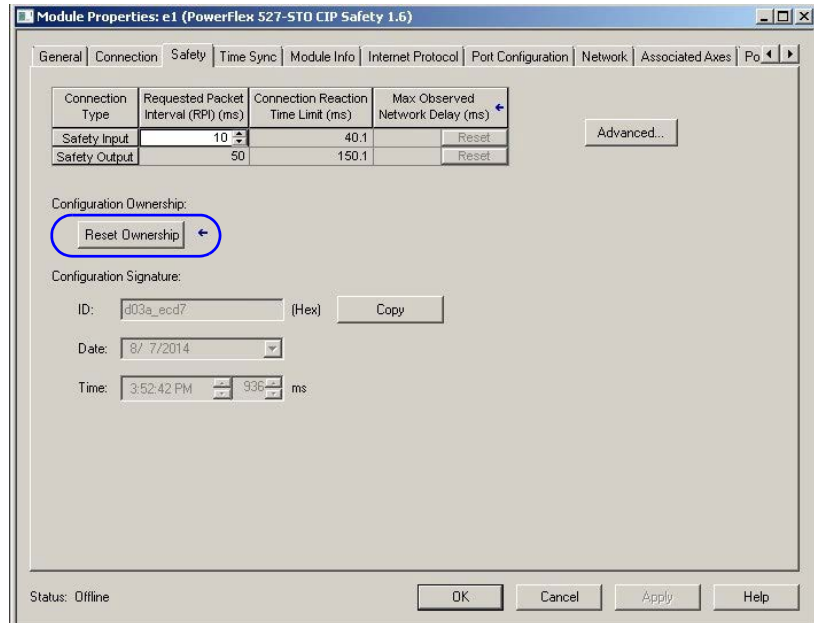 Module Properties: e1 (PowerFlex 527-STO CIP Safety 1.6)
General Connection Safety Time Sync Module Info Internet Protocol Port Configuration Network Associated Axes Po
Connection Type Requested Packet Interval (RPI) (ms) Connection Reaction Time Limit (ms) Max Observed Network Delay (ms)
Safety Input 10 40.1 Reset
Safety Output 50 150.1 Reset
Advanced...
Configuration Ownership:
Reset Ownership
Configuration Signature:
ID: d03a_ecd7 (Hex) Copy
Date: 8/ 7/2014
Time: 3:52:42 PM 936 ms
Status: Offline OK Cancel Apply Help